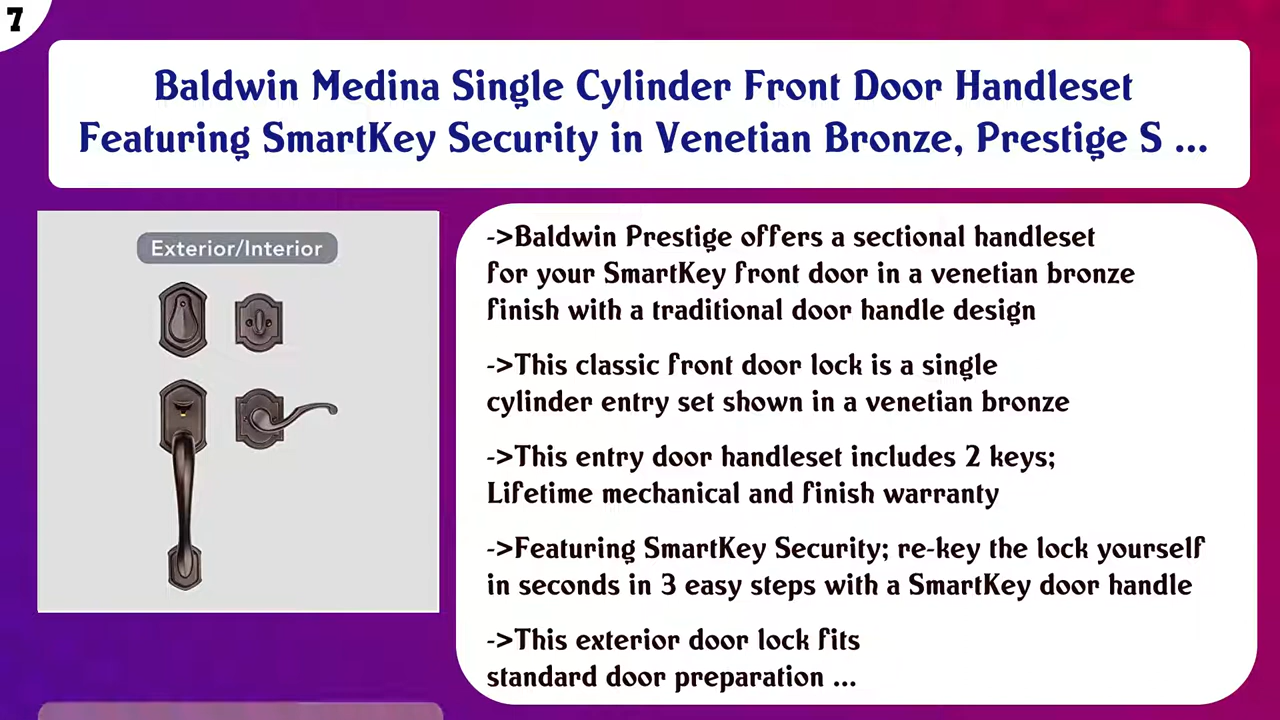 7
Baldwin Medina Single Cylinder Front Door Handleset
Featuring SmartKey Security in Venetian Bronze, Prestige S ...
Exterior/Interior
->Baldwin Prestige offers a sectional handleset
for your SmartKey front door in a venetian bronze
finish with a traditional door handle design
->This classic front door lock is a single
cylinder entry set shown in a venetian bronze
->This entry door handleset includes 2 keys;
Lifetime mechanical and finish warranty
->Featuring SmartKey Security; re-key the lock yourself
in seconds in 3 easy steps with a SmartKey door handle
->This exterior door lock fits
standard door preparation ...